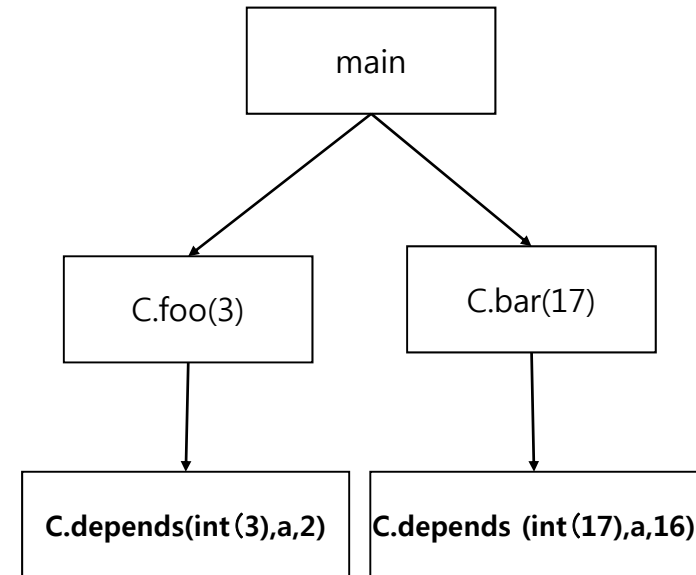 main
C.foo(3)
C.bar(17)
C.depends(int(3),a,2)
C.depends (int(17),a,16)